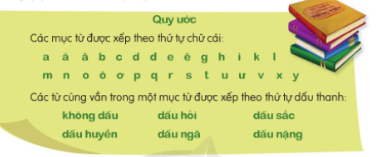 Quy ước
Các mục từ được xếp theo thứ tự chữ cái:
a ă â b c d đ e ê g h i k l
m n o ô ơ p q r s t u ư v x y
Các từ cùng vần trong một mục từ được xếp theo thứ tự dấu thanh:
không dấu dấu hỏi dấu sắc
dấu huyền dấu ngã dấu nặng